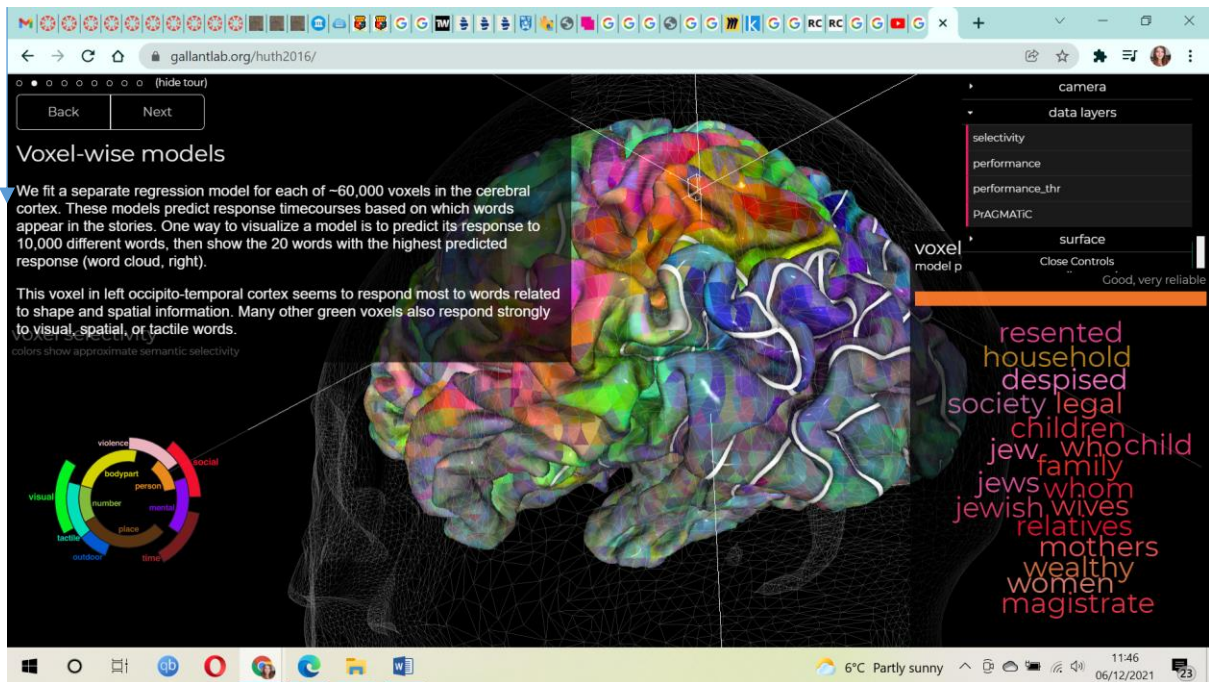 gallantlab.org/huth2016/
(hide tour)
Back
Next
Voxel-wise models
We fit a separate regression model for each of ~60,000 voxels in the cerebral
cortex. These models predict response timecourses based on which words
appear in the stories. One way to visualize a model is to predict its response to
10,000 different words, then show the 20 words with the highest predicted
response (word cloud, right).
This voxel in left occipito-temporal cortex seems to respond most to words related
to shape and spatial information. Many other green voxels also respond strongly
to visual, spatial, or tactile words.
voxel selectivity
colors show approximate semantic selectivity
violence
social
bodypart
person
visual
number
mental
place
tactile
outdoor
time
camera
data layers
selectivity
performance
performance_thr
PrAGMATiC
surface
Close Controls
voxel
model p
Good, very reliable
resented
household
despised
society legal
children
jew who child
family
jews whom
jewish wives
relatives
mothers
wealthy
women
magistrate
6°C Partly sunny
11:46
06/12/2021
23